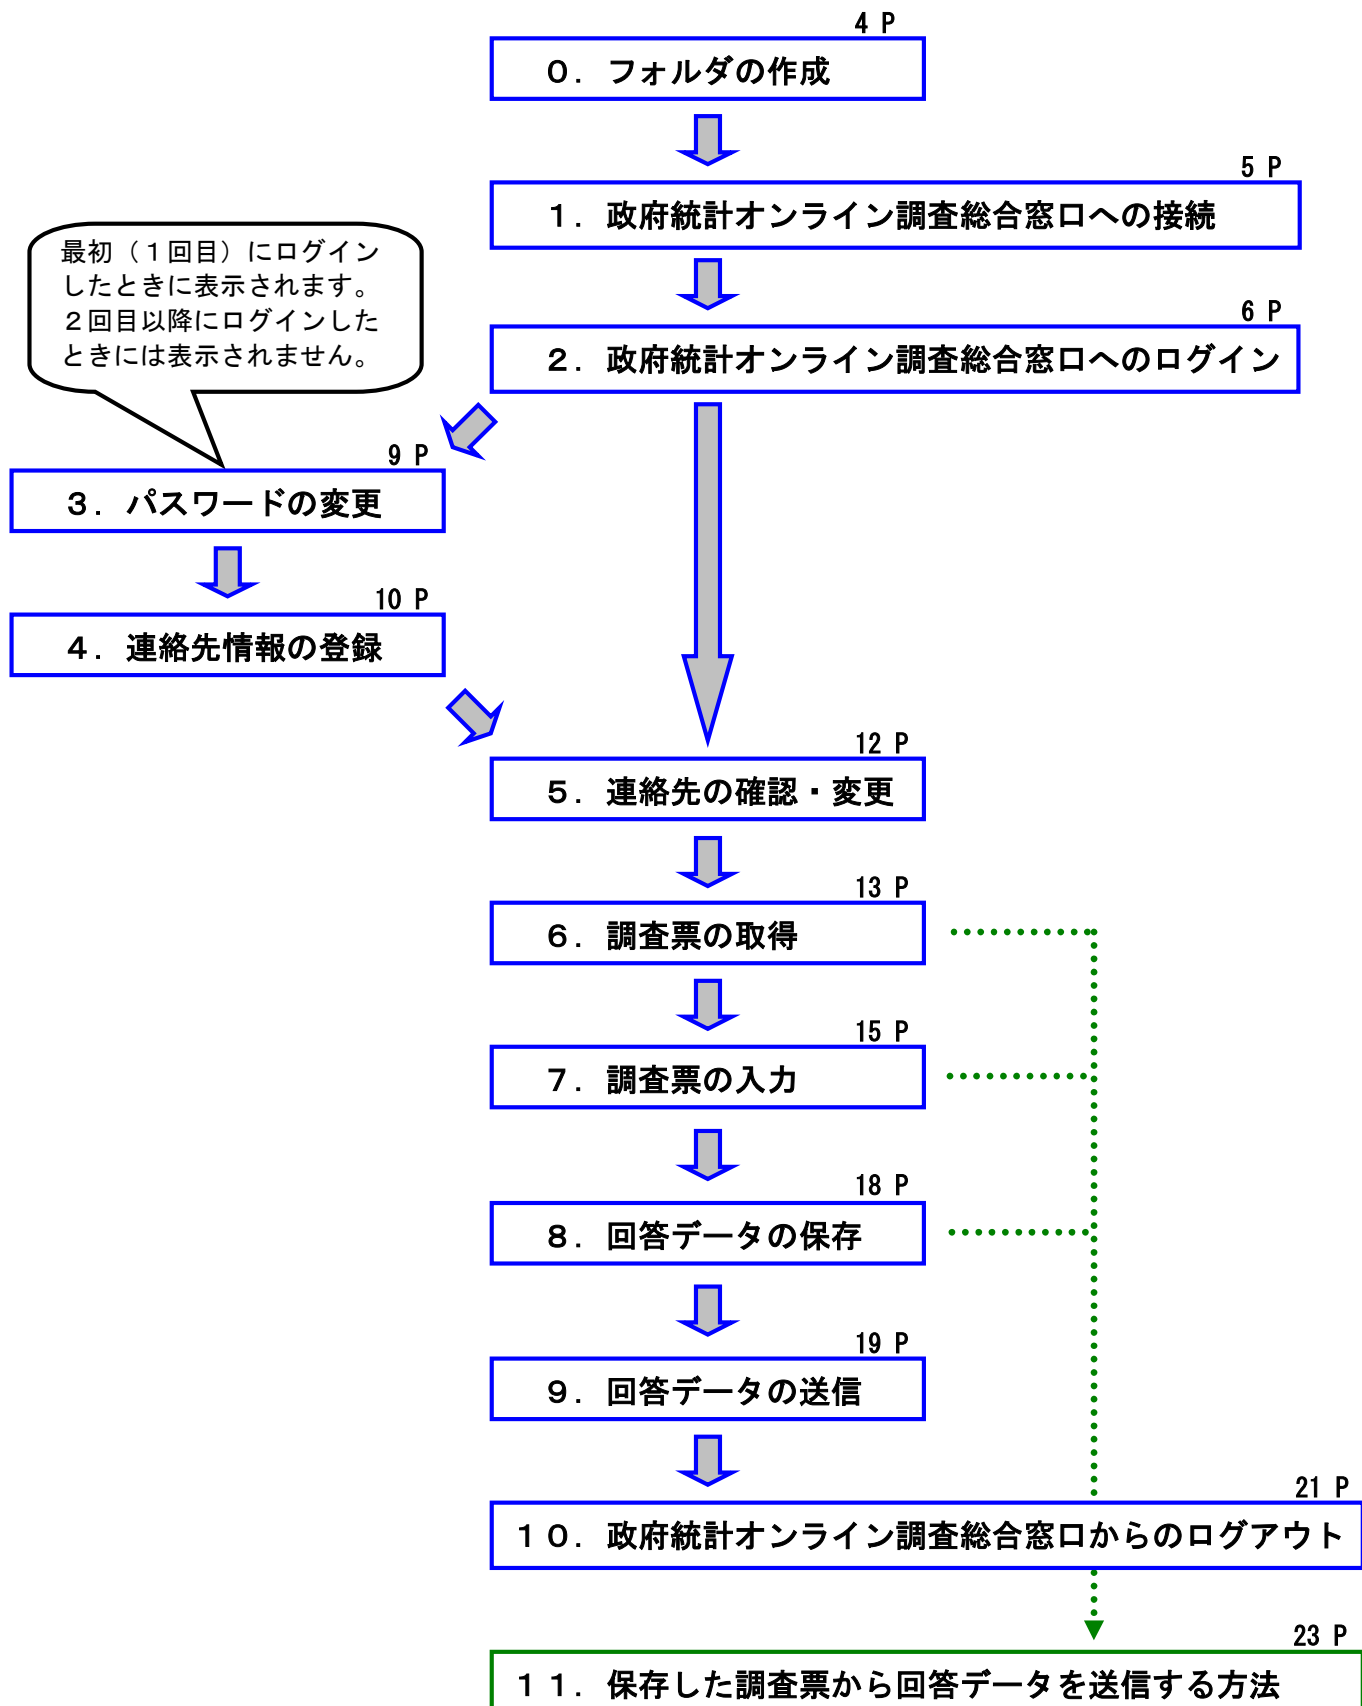 4 P
０．フォルダの作成
5 P
１．政府統計オンライン調査総合窓口への接続
最初（１回目）にログイン
したときに表示されます。
２回目以降にログインした
ときには表示されません。
6 P
２．政府統計オンライン調査総合窓口へのログイン
9 P
３．パスワードの変更
10 P
４．連絡先情報の登録
12 P
５．連絡先の確認・変更
13 P
６．調査票の取得
15 P
７．調査票の入力
18 P
８．回答データの保存
19 P
９．回答データの送信
21 P
１０．政府統計オンライン調査総合窓口からのログアウト
23 P
１１．保存した調査票から回答データを送信する方法